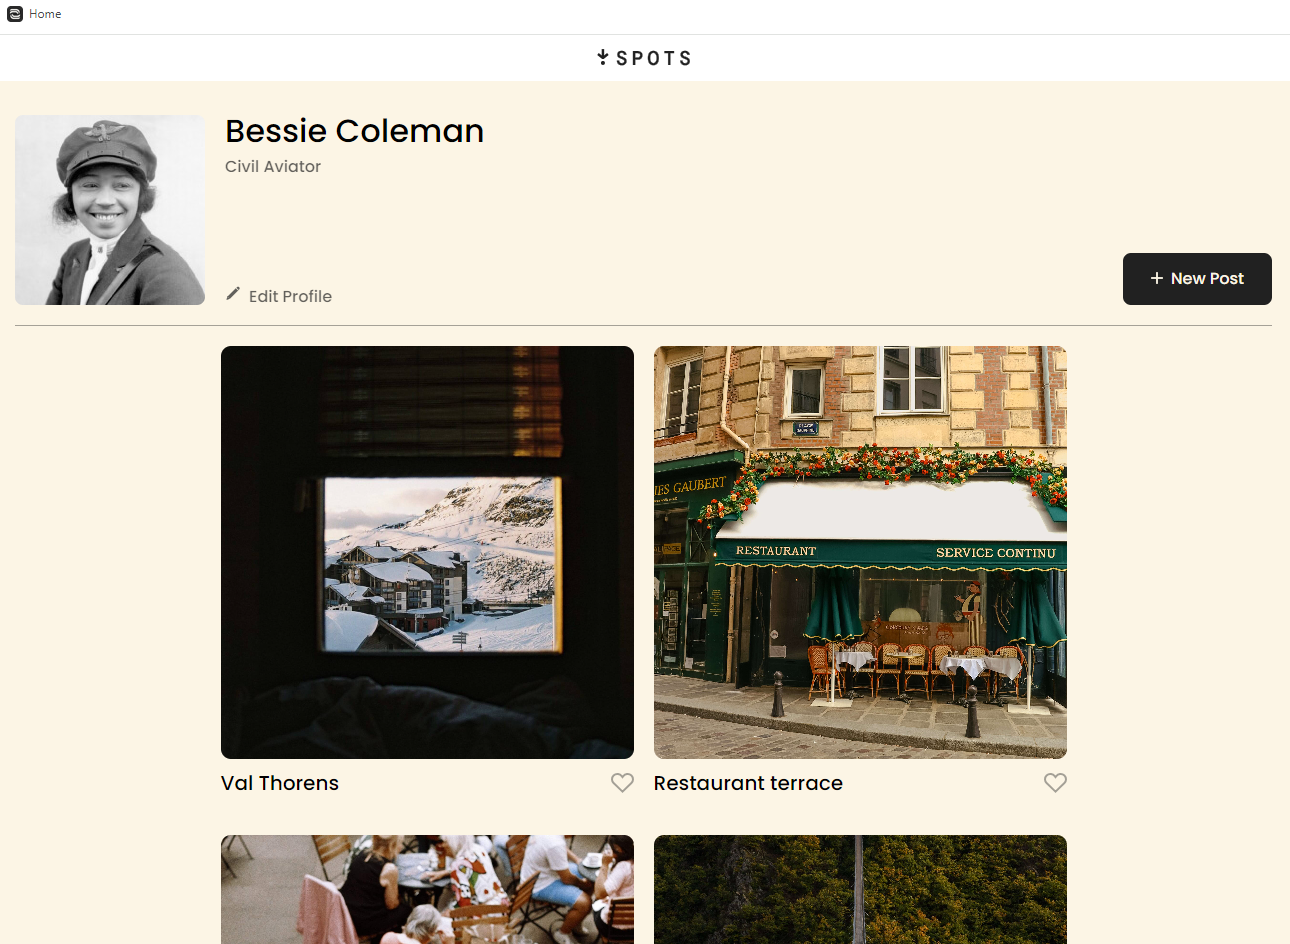 Home
SPOTS
Bessie Coleman
Civil Aviator
Edit Profile
+ New Post
IES GAUBERT
RESTAURANT
SERVICE CONTINU
Val Thorens
Restaurant terrace